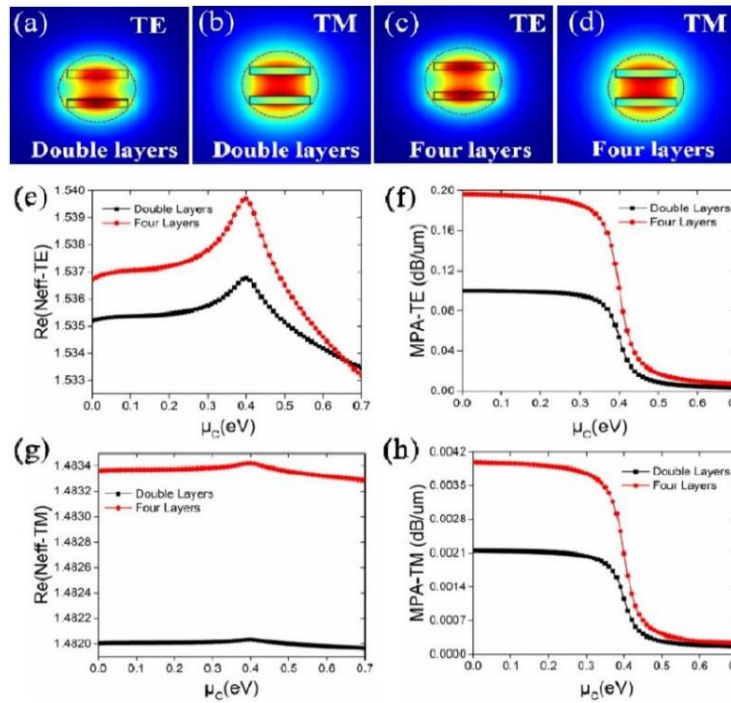 (a) TE
Double layers
(b) TM
Double layers
(c) TE
Four layers
(d) TM
Four layers
(e)
Re(Neff-TE)
1.540
1.539
1.537
1.536
1.534
1.533
Double Layers
Four Layers
0.0 0.1 0.2 0.3 0.4 0.5 0.6 0.7
μC(eV)
(f)
MPA-TE (dB/um)
0.20
0.16
0.12
0.08
0.04
0.00
Double Layers
Four Layers
0.0 0.1 0.2 0.3 0.4 0.5 0.6 0.7
μC(eV)
(g)
Re(Neff-TM)
1.4834
1.4832
1.4830
1.4828
1.4826
1.4824
1.4822
1.4820
Double Layers
Four Layers
0.0 0.1 0.2 0.3 0.4 0.5 0.6 0.7
μC(eV)
(h)
MPA-TM (dB/um)
0.0042
0.0035
0.0028
0.0021
0.0014
0.0007
0.0000
Double Layers
Four Layers
0.0 0.1 0.2 0.3 0.4 0.5 0.6 0.7
μC(eV)